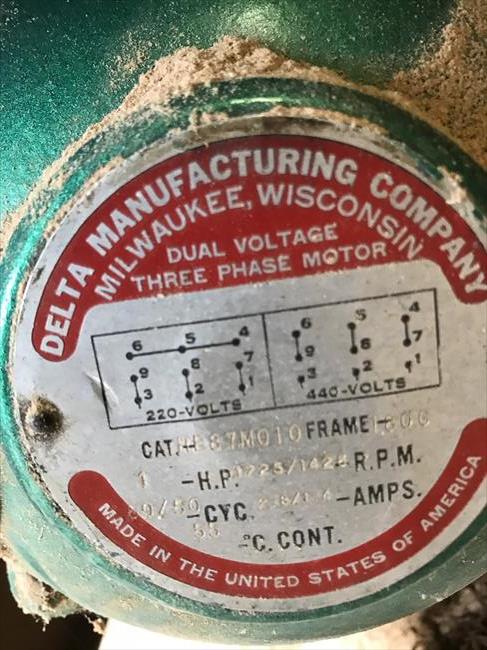 DELTA MANUFACTURING COMPANY
MILWAUKEE, WISCONSIN
DUAL VOLTAGE
THREE PHASE MOTOR
6 5 4 6 5 4
9 8 7 9 8 7
3 2 1 3 2 1
220-VOLTS 440-VOLTS
CAT. FRAME
1 -H.P. R.P.M.
60/50 -CYC. -AMPS.
55 °C. CONT.
MADE IN THE UNITED STATES OF AMERICA